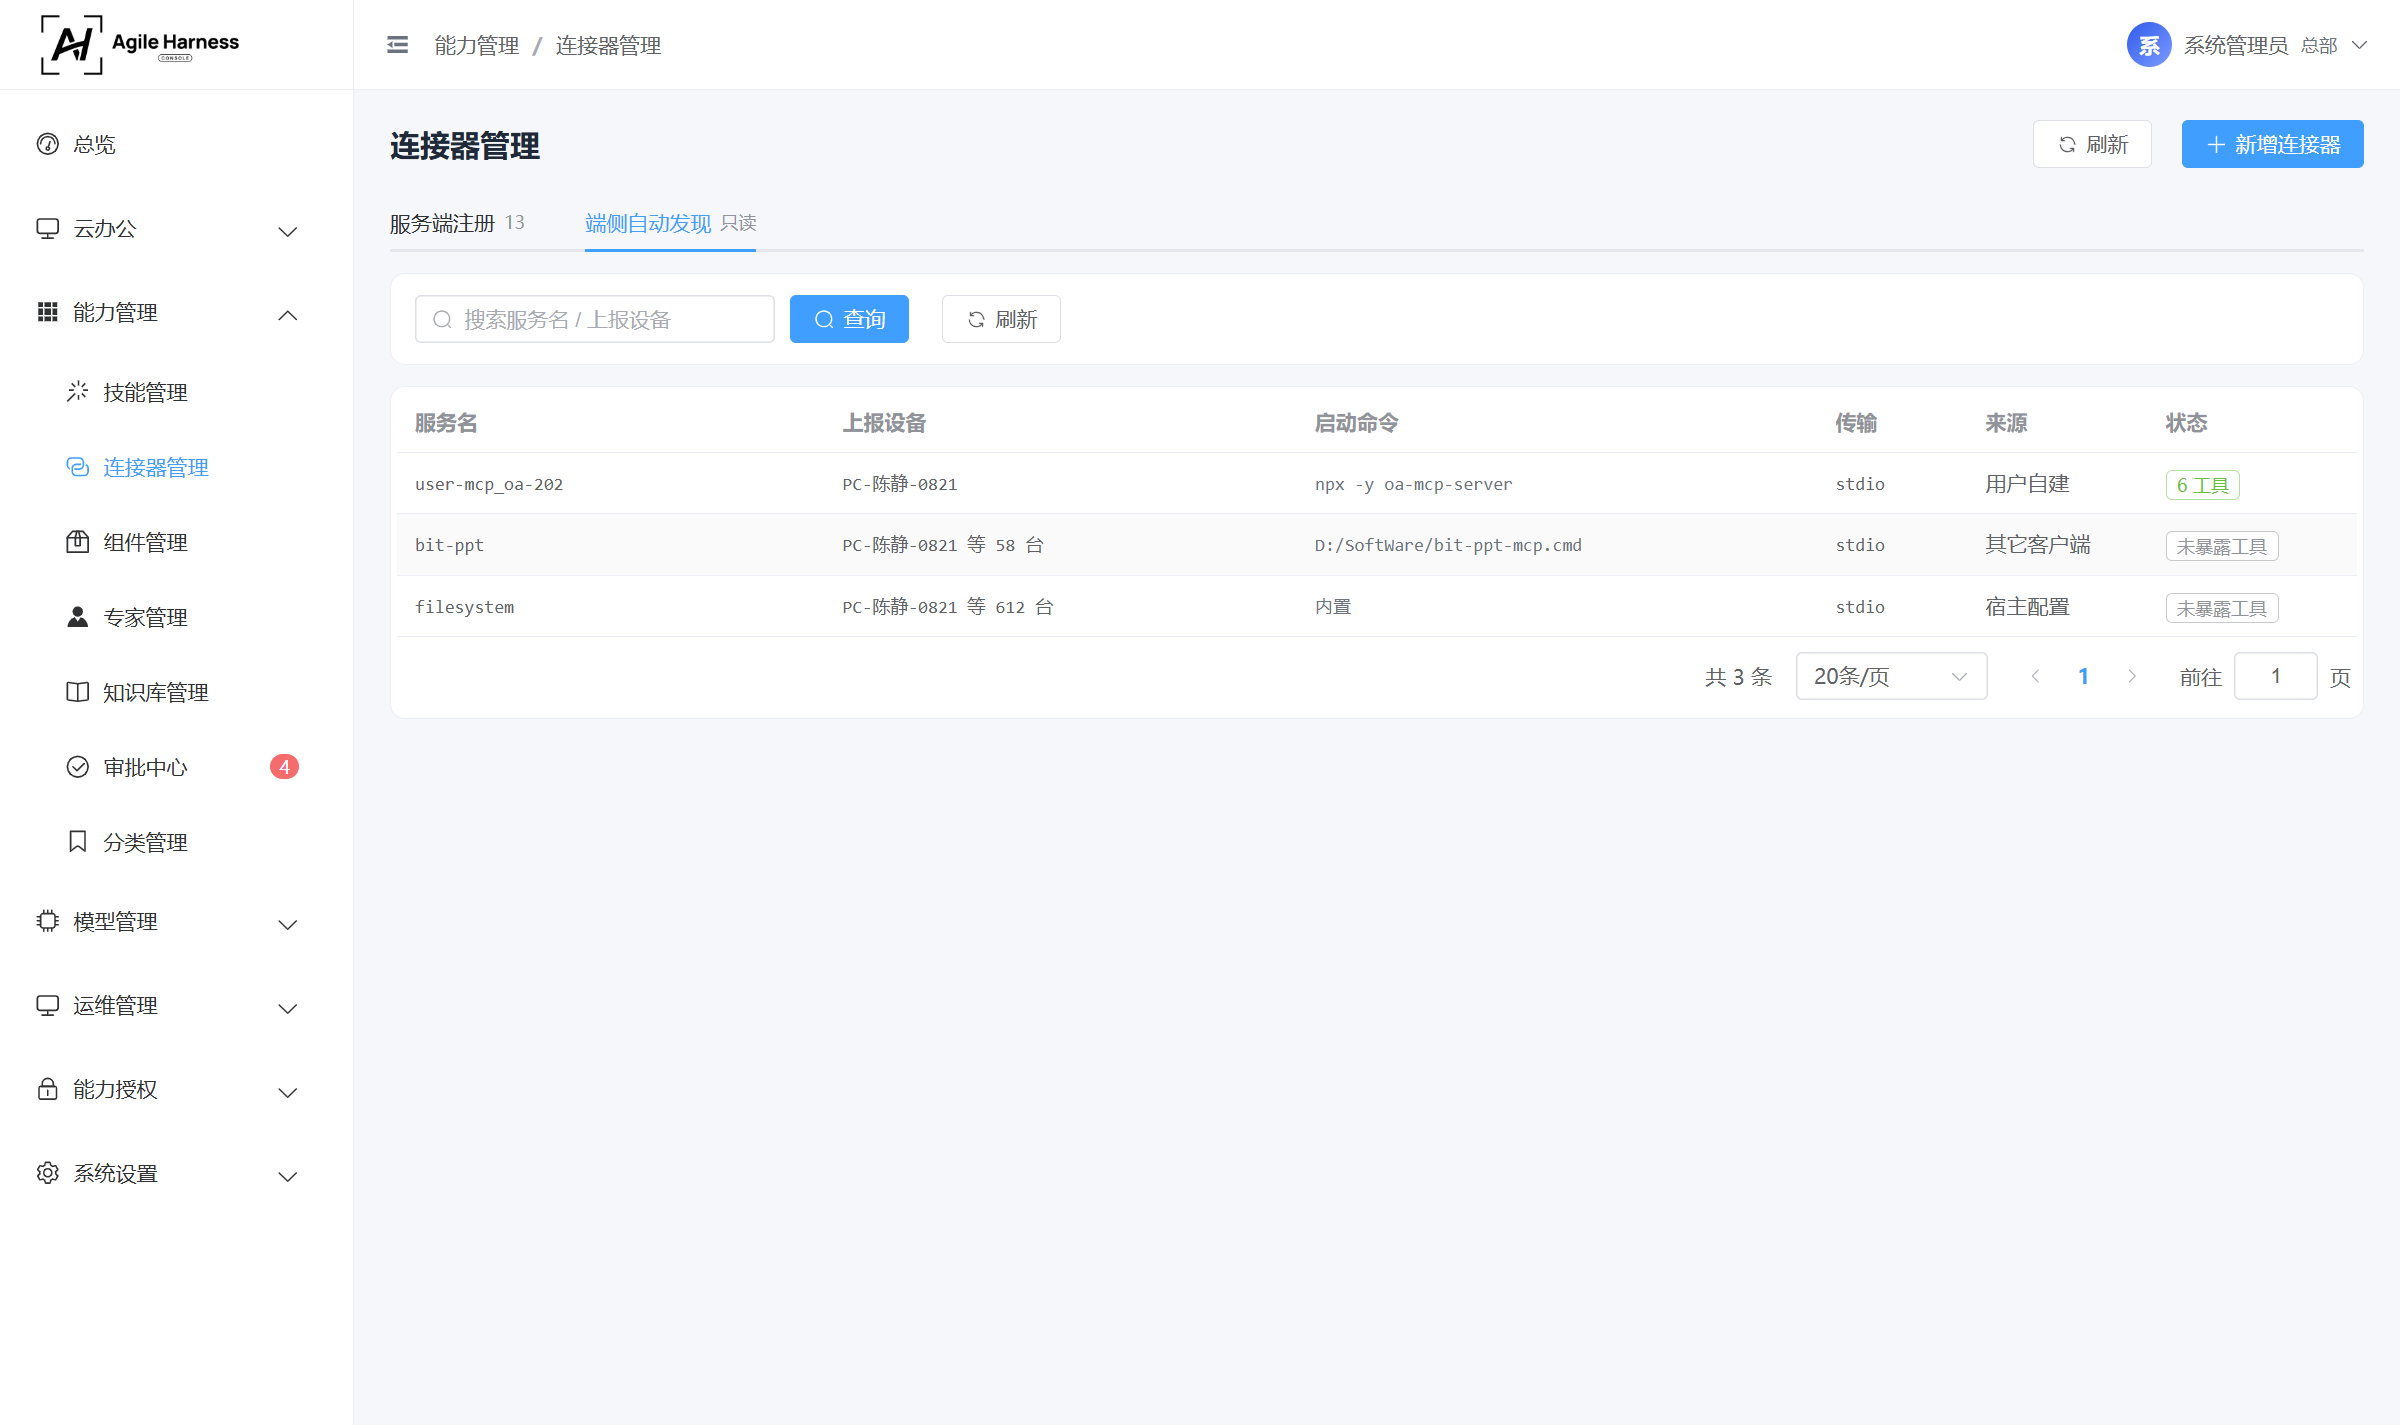 Agile Harness
CONSOLE
能力管理 / 连接器管理
系 系统管理员 总部
总览
云办公
能力管理
技能管理
连接器管理
组件管理
专家管理
知识库管理
审批中心 4
分类管理
模型管理
运维管理
能力授权
系统设置
连接器管理
刷新 新增连接器
服务端注册 13 端侧自动发现 只读
搜索服务名 / 上报设备 查询 刷新
服务名 上报设备 启动命令 传输 来源 状态
user-mcp_oa-202 PC-陈静-0821 npx -y oa-mcp-server stdio 用户自建 6 工具
bit-ppt PC-陈静-0821 等 58 台 D:/SoftWare/bit-ppt-mcp.cmd stdio 其它客户端 未暴露工具
filesystem PC-陈静-0821 等 612 台 内置 stdio 宿主配置 未暴露工具
共 3 条 20条/页 1 前往 1 页